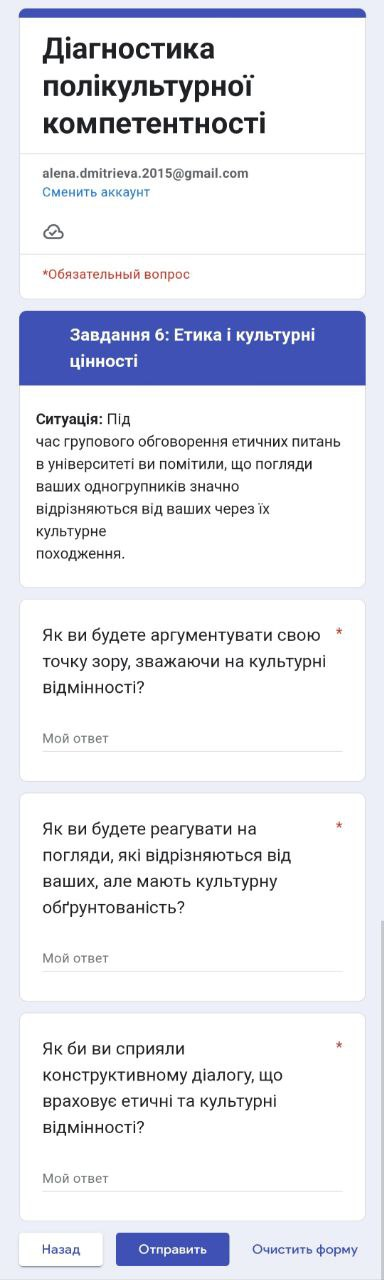 Діагностика
полікультурної
компетентності
alena.dmitrieva.2015@gmail.com
Сменить аккаунт
*Обязательный вопрос
Завдання 6: Етика і культурні
цінності
Ситуація: Під
час групового обговорення етичних питань
в університеті ви помітили, що погляди
ваших одногрупників значно
відрізняються від ваших через їх
культурне
походження.
Як ви будете аргументувати свою *
точку зору, зважаючи на культурні
відмінності?
Мой ответ
Як ви будете реагувати на *
погляди, які відрізняються від
ваших, але мають культурну
обґрунтованість?
Мой ответ
Як би ви сприяли *
конструктивному діалогу, що
враховує етичні та культурні
відмінності?
Мой ответ
Назад Отправить Очистить форму